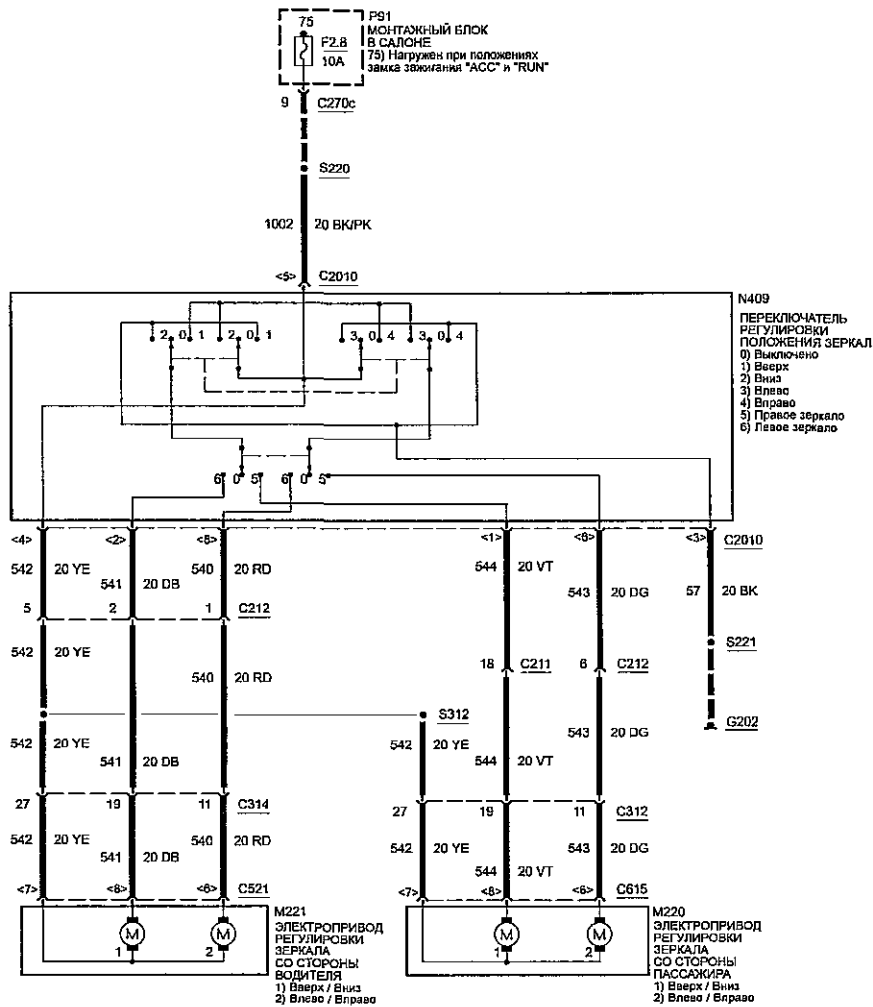 75
F2.8
10A
P91
МОНТАЖНЫЙ БЛОК
В САЛОНЕ
75) Нагружен при положениях
замка зажигания "ACC" и "RUN"
9 C270c
S220
1002 20 BK/PK
<5> C2010
N409
ПЕРЕКЛЮЧАТЕЛЬ
РЕГУЛИРОВКИ
ПОЛОЖЕНИЯ ЗЕРКАЛ
0) Выключено
1) Вверх
2) Вниз
3) Влево
4) Вправо
5) Правое зеркало
6) Левое зеркало
2 0 1 2 0 1 3 0 4 3 0 4
6 0 5 6 0 5
<4> <2> <5> <1> <6> <3> C2010
542 20 YE 541 20 DB 540 20 RD 544 20 VT 543 20 DG 57 20 BK
5 2 1 C212
S221
18 C211 6 C212
542 20 YE 540 20 RD
S312 G202
542 20 YE 541 20 DB 542 20 YE 544 20 VT 543 20 DG
27 19 11 C314
27 19 11 C312
542 20 YE 541 20 DB 540 20 RD 542 20 YE 544 20 VT 543 20 DG
<7> <8> <6> C521
<7> <8> <6> C615
M M
1 2
M221
ЭЛЕКТРОПРИВОД
РЕГУЛИРОВКИ
ЗЕРКАЛА
СО СТОРОНЫ
ВОДИТЕЛЯ
1) Вверх / Вниз
2) Влево / Вправо
M M
1 2
M220
ЭЛЕКТРОПРИВОД
РЕГУЛИРОВКИ
ЗЕРКАЛА
СО СТОРОНЫ
ПАССАЖИРА
1) Вверх / Вниз
2) Влево / Вправо